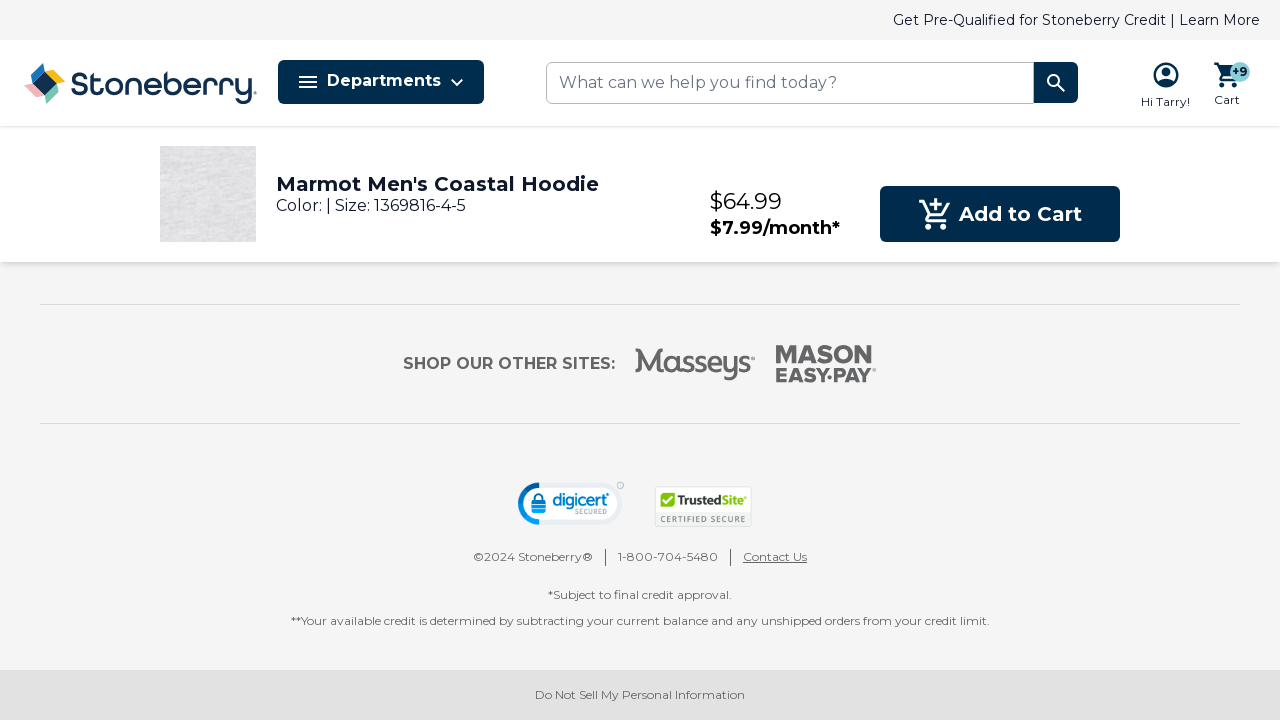 Get Pre-Qualified for Stoneberry Credit | Learn More
Stoneberry®
Departments
What can we help you find today?
Hi Tarry!
+9
Cart
Marmot Men's Coastal Hoodie
Color: | Size: 1369816-4-5
$64.99
$7.99/month*
Add to Cart
SHOP OUR OTHER SITES:
Masseys®
MASON
EASY•PAY®
digicert®
SECURED
TrustedSite®
CERTIFIED SECURE
©2024 Stoneberry®
1-800-704-5480
Contact Us
*Subject to final credit approval.
**Your available credit is determined by subtracting your current balance and any unshipped orders from your credit limit.
Do Not Sell My Personal Information